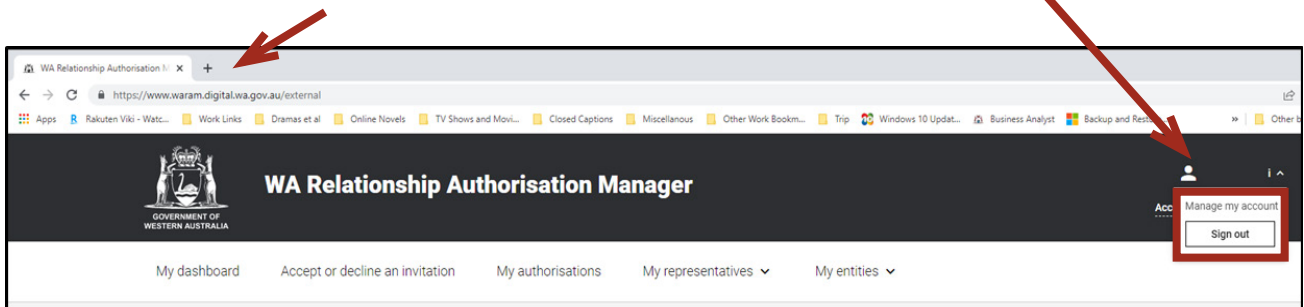 WA Relationship Authorisation M
https://www.waram.digital.wa.gov.au/external
Apps Rakuten Viki - Watc... Work Links Dramas et al Online Novels TV Shows and Movi... Closed Captions Miscellanous Other Work Bookm... Trip Windows 10 Updat... Business Analyst Backup and Resto... » Other b
GOVERNMENT OF
WESTERN AUSTRALIA
WA Relationship Authorisation Manager
i
Acc
Manage my account
Sign out
My dashboard Accept or decline an invitation My authorisations My representatives My entities